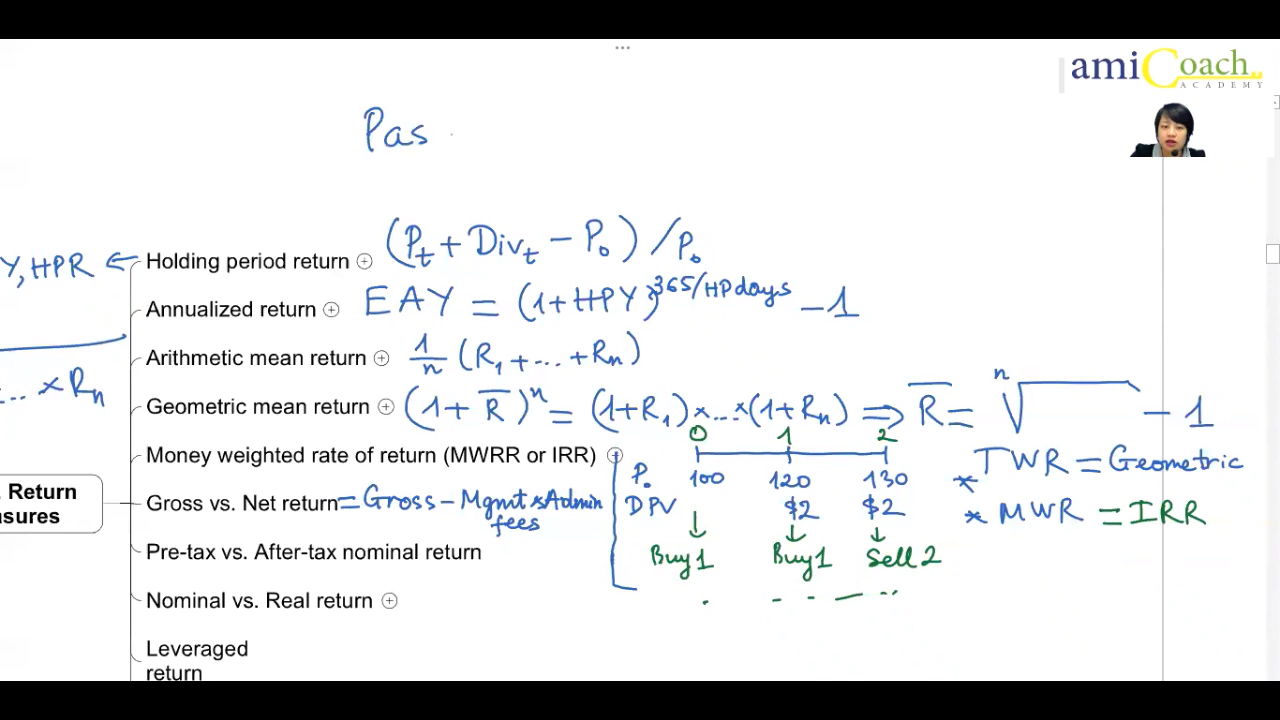 ...
ami Coach
ACADEMY
Pas
Y, HPR ← Holding period return (Pt + Divt - P0) / P0
Annualized return EAY = (1+HPY)^365/HP days - 1
Arithmetic mean return 1/n (R1 + ... + Rn)
... × Rn
Geometric mean return (1 + R̅)^n = (1+R1) × ... × (1+Rn) ⇒ R̅ = n√ - 1
0 1 2
Money weighted rate of return (MWRR or IRR)
* TWR = Geometric
P0 100 120 130
. Return
sures
Gross vs. Net return = Gross - Mgmt & Admin fees
DPV $2 $2
* MWR = IRR
↓ ↓ ↓
Pre-tax vs. After-tax nominal return
Buy 1 Buy 1 Sell 2
Nominal vs. Real return
Leveraged
return